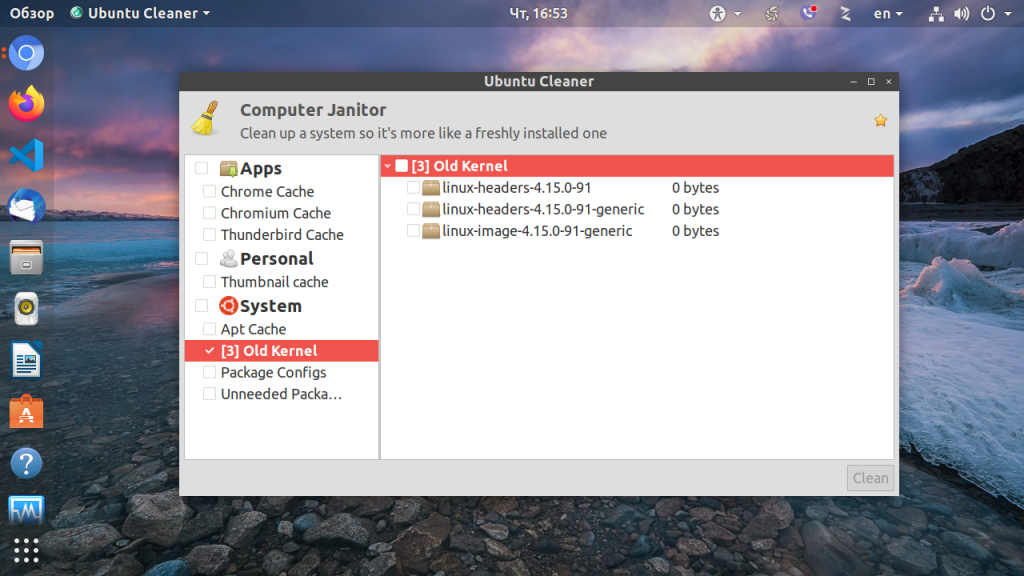 Обзор Ubuntu Cleaner Чт, 16:53 en
Ubuntu Cleaner
Computer Janitor
Clean up a system so it's more like a freshly installed one
Apps
Chrome Cache
Chromium Cache
Thunderbird Cache
Personal
Thumbnail cache
System
Apt Cache
[3] Old Kernel
Package Configs
Unneeded Packa…
[3] Old Kernel
linux-headers-4.15.0-91 0 bytes
linux-headers-4.15.0-91-generic 0 bytes
linux-image-4.15.0-91-generic 0 bytes
Clean